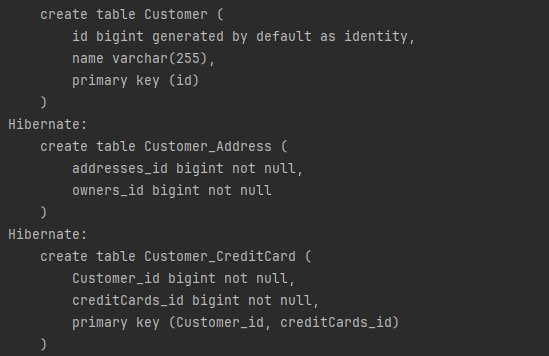 create table Customer (
id bigint generated by default as identity,
name varchar(255),
primary key (id)
)
Hibernate:
create table Customer_Address (
addresses_id bigint not null,
owners_id bigint not null
)
Hibernate:
create table Customer_CreditCard (
Customer_id bigint not null,
creditCards_id bigint not null,
primary key (Customer_id, creditCards_id)
)